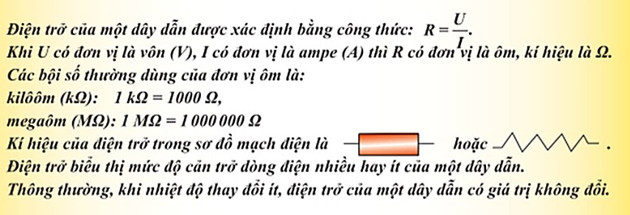 Điện trở của một dây dẫn được xác định bằng công thức: R = U/I.
Khi U có đơn vị là vôn (V), I có đơn vị là ampe (A) thì R có đơn vị là ôm, kí hiệu là Ω.
Các bội số thường dùng của đơn vị ôm là:
kilôôm (kΩ): 1 kΩ = 1000 Ω,
megaôm (MΩ): 1 MΩ = 1 000 000 Ω
Kí hiệu của điện trở trong sơ đồ mạch điện là hoặc .
Điện trở biểu thị mức độ cản trở dòng điện nhiều hay ít của một dây dẫn.
Thông thường, khi nhiệt độ thay đổi ít, điện trở của một dây dẫn có giá trị không đổi.